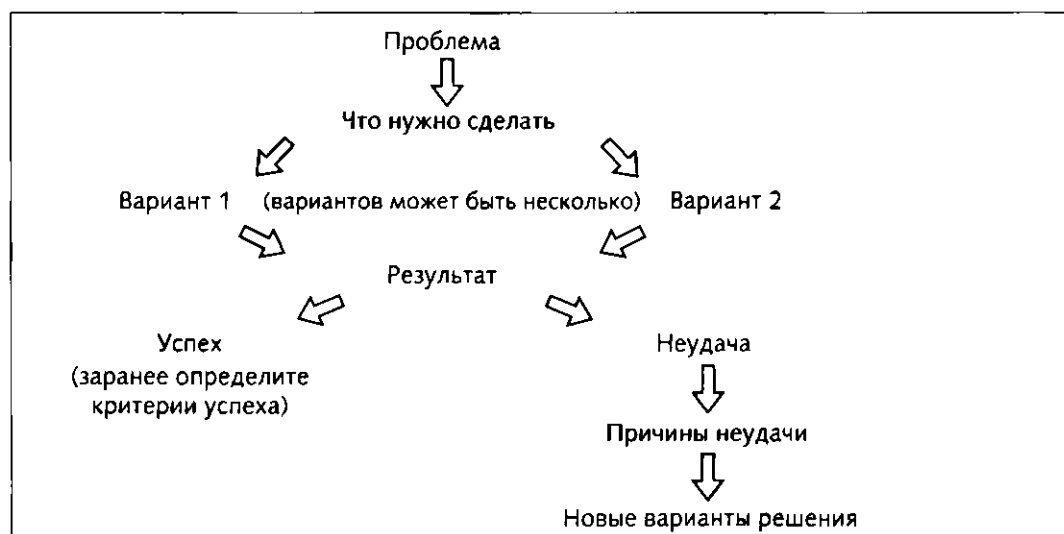 Проблема
Что нужно сделать
Вариант 1 (вариантов может быть несколько) Вариант 2
Результат
Успех
(заранее определите
критерии успеха)
Неудача
Причины неудачи
Новые варианты решения